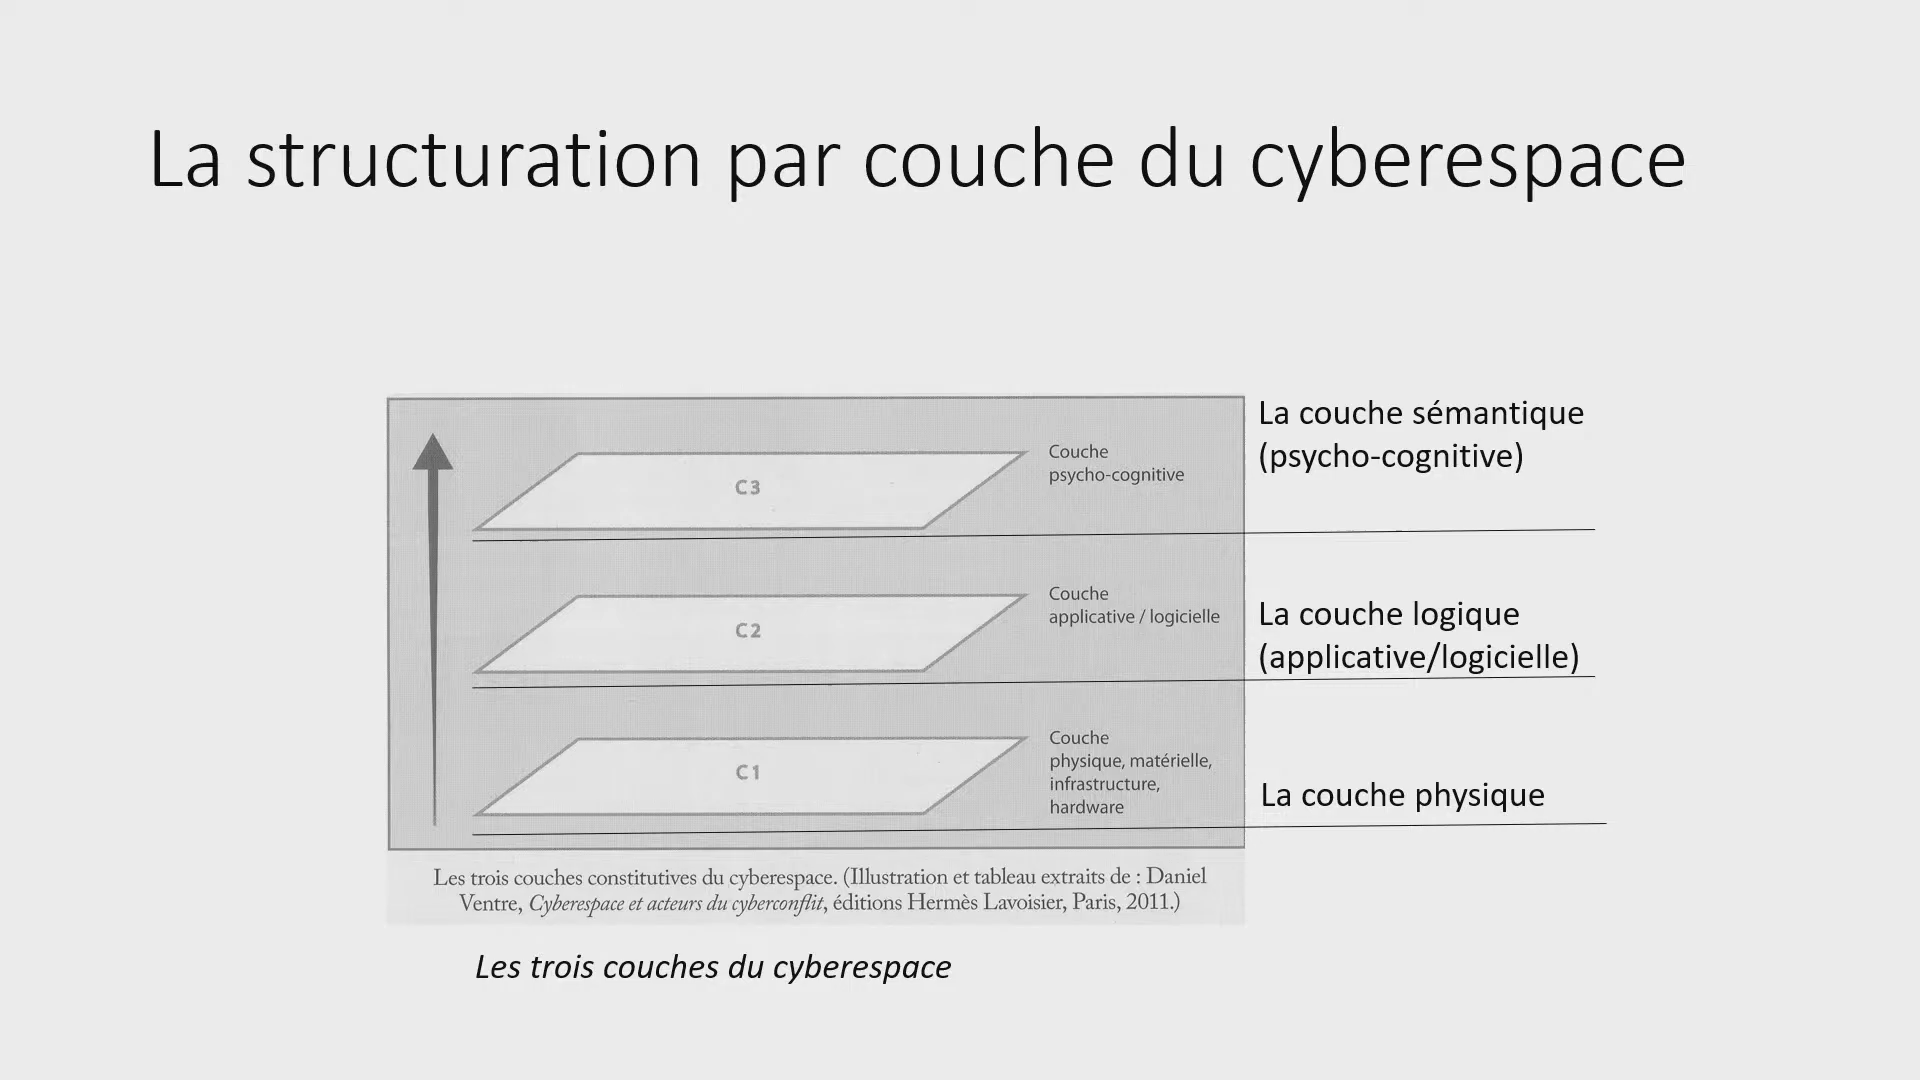 La structuration par couche du cyberespace
C3
Couche
psycho-cognitive
La couche sémantique
(psycho-cognitive)
C2
Couche
applicative / logicielle
La couche logique
(applicative/logicielle)
C1
Couche
physique, matérielle,
infrastructure,
hardware
La couche physique
Les trois couches constitutives du cyberespace. (Illustration et tableau extraits de : Daniel
Ventre, Cyberespace et acteurs du cyberconflit, éditions Hermès Lavoisier, Paris, 2011.)
Les trois couches du cyberespace